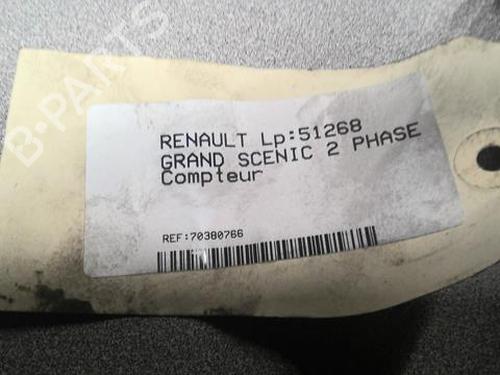 B-PARTS
RENAULT Lp:51268
GRAND SCENIC 2 PHASE
Compteur
REF:70380766